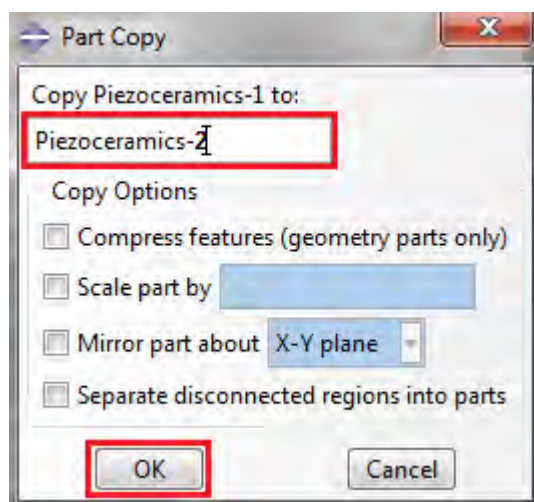 Part Copy
Copy Piezoceramics-1 to:
Piezoceramics-2
Copy Options
Compress features (geometry parts only)
Scale part by
Mirror part about X-Y plane
Separate disconnected regions into parts
OK Cancel